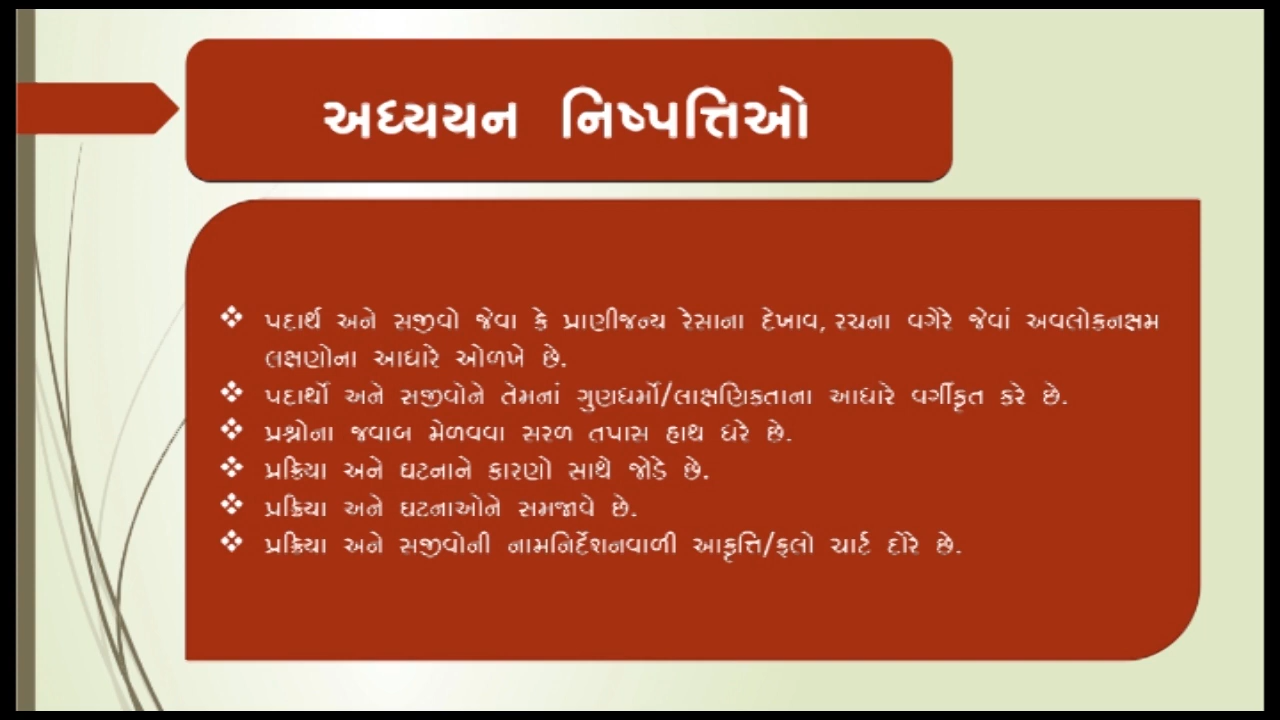 અધ્યયન નિષ્પત્તિઓ
❖ પદાર્થ અને સજીવો જેવા કે પ્રાણીજન્ય રેસાના દેખાવ, રચના વગેરે જેવાં અવલોકનક્ષમ
લક્ષણોના આધારે ઓળખે છે.
❖ પદાર્થો અને સજીવોને તેમનાં ગુણધર્મો/લાક્ષણિકતાના આધારે વર્ગીકૃત કરે છે.
❖ પ્રશ્નોના જવાબ મેળવવા સરળ તપાસ હાથ ધરે છે.
❖ પ્રક્રિયા અને ઘટનાને કારણો સાથે જોડે છે.
❖ પ્રક્રિયા અને ઘટનાઓને સમજાવે છે.
❖ પ્રક્રિયા અને સજીવોની નામનિર્દેશનવાળી આકૃત્તિ/ફલો ચાર્ટ દોરે છે.